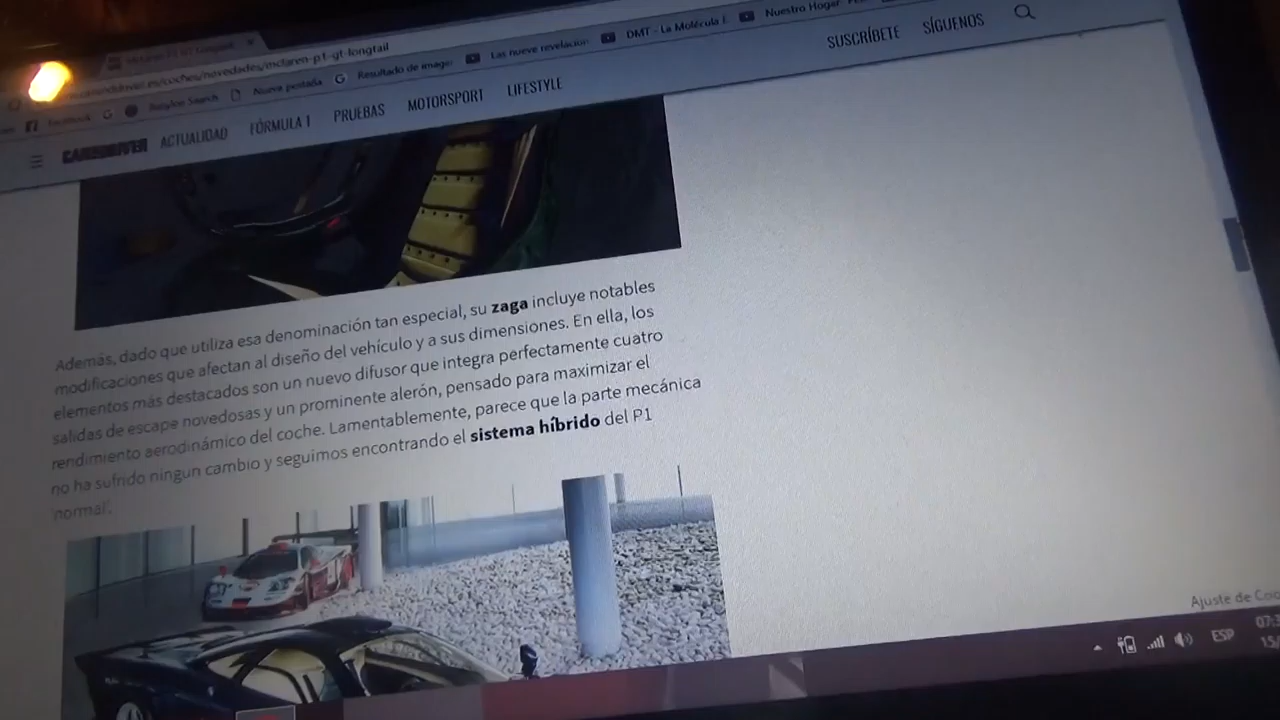 mclaren-p1-gt-longtail
Facebook
Nueva pestaña
Resultado de image
Las nueve revelacion
DMT - La Molécula
Nuestro Hogar
CARANDDRIVER
ACTUALIDAD
FÓRMULA 1
PRUEBAS
MOTORSPORT
LIFESTYLE
SUSCRÍBETE
SÍGUENOS
Además, dado que utiliza esa denominación tan especial, su zaga incluye notables
modificaciones que afectan al diseño del vehículo y a sus dimensiones. En ella, los
elementos más destacados son un nuevo difusor que integra perfectamente cuatro
salidas de escape novedosas y un prominente alerón, pensado para maximizar el
rendimiento aerodinámico del coche. Lamentablemente, parece que la parte mecánica
no ha sufrido ningun cambio y seguimos encontrando el sistema híbrido del P1
normal'.
Ajuste de
ESP